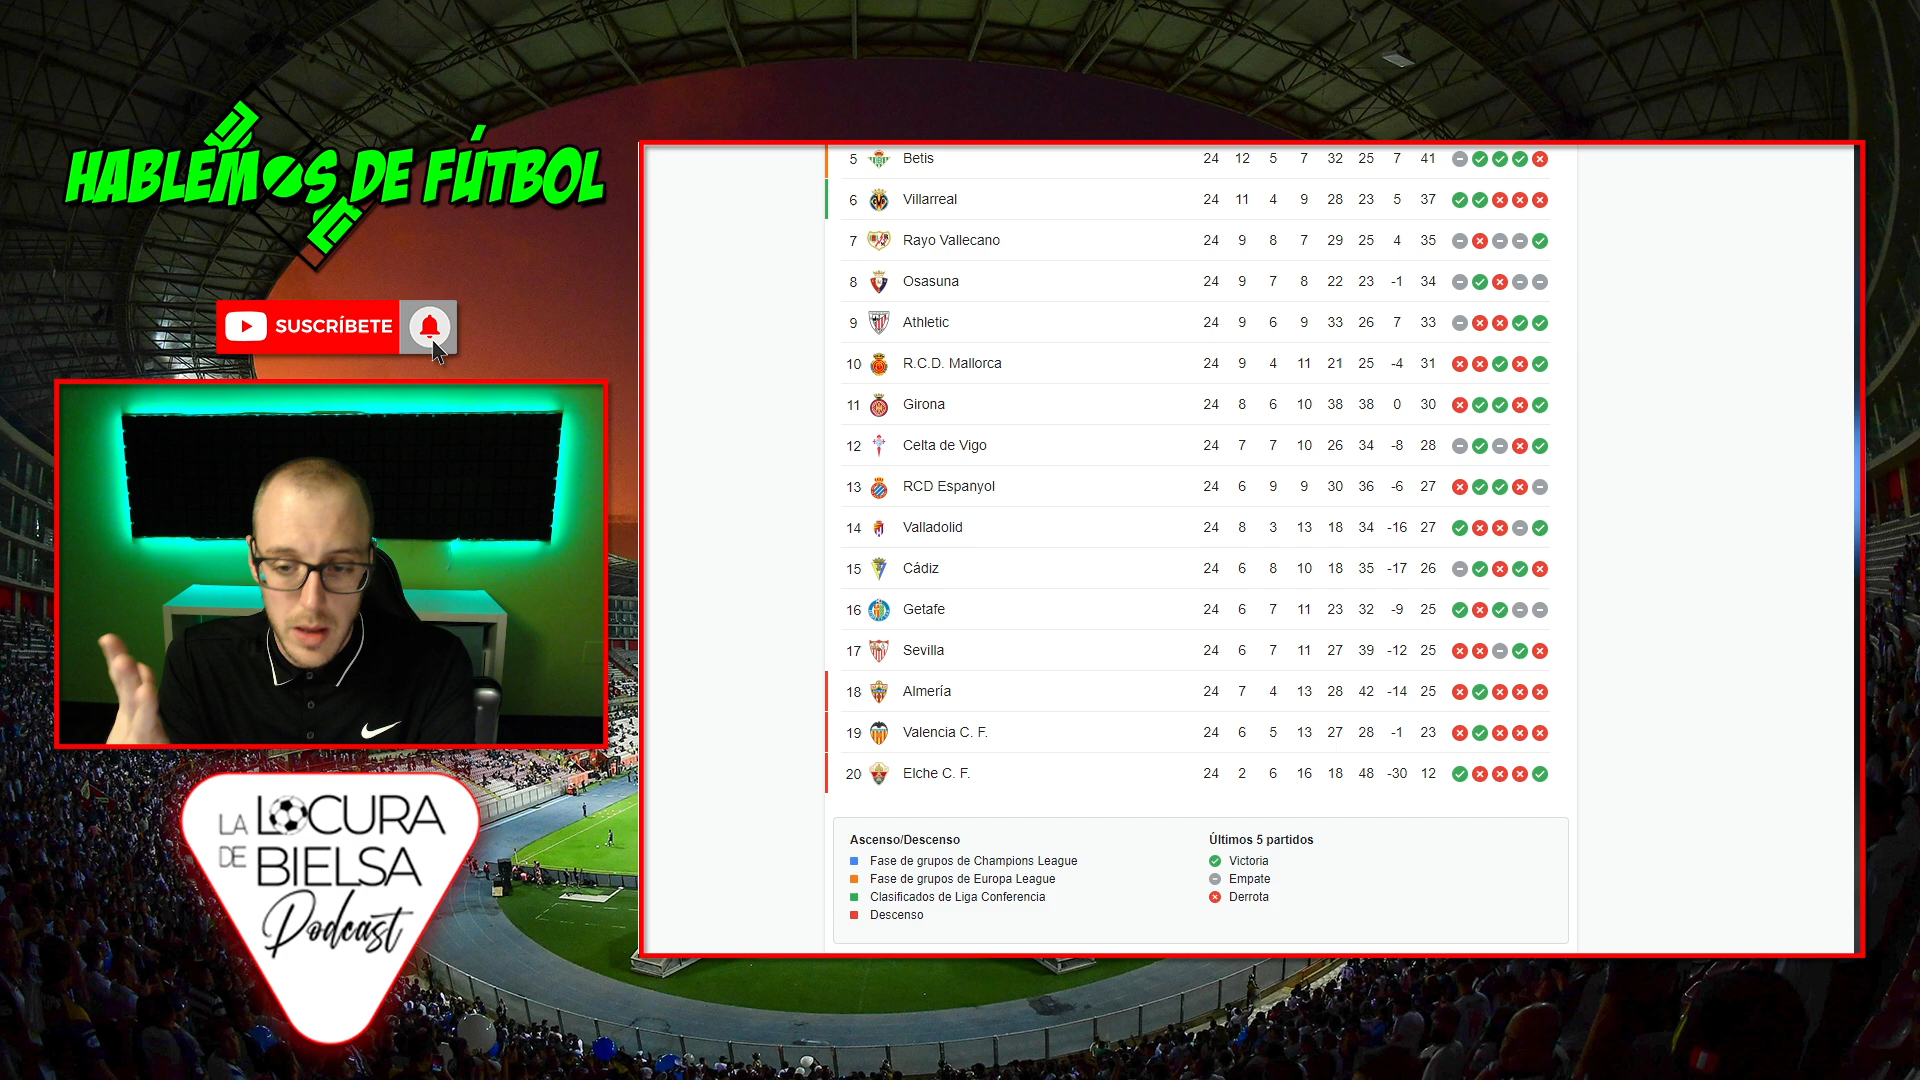 HABLEMOS DE FÚTBOL
SUSCRÍBETE
LA LOCURA
DE BIELSA
Podcast
5 Betis 24 12 5 7 32 25 7 41
6 Villarreal 24 11 4 9 28 23 5 37
7 Rayo Vallecano 24 9 8 7 29 25 4 35
8 Osasuna 24 9 7 8 22 23 -1 34
9 Athletic 24 9 6 9 33 26 7 33
10 R.C.D. Mallorca 24 9 4 11 21 25 -4 31
11 Girona 24 8 6 10 38 38 0 30
12 Celta de Vigo 24 7 7 10 26 34 -8 28
13 RCD Espanyol 24 6 9 9 30 36 -6 27
14 Valladolid 24 8 3 13 18 34 -16 27
15 Cádiz 24 6 8 10 18 35 -17 26
16 Getafe 24 6 7 11 23 32 -9 25
17 Sevilla 24 6 7 11 27 39 -12 25
18 Almería 24 7 4 13 28 42 -14 25
19 Valencia C. F. 24 6 5 13 27 28 -1 23
20 Elche C. F. 24 2 6 16 18 48 -30 12
Ascenso/Descenso
Fase de grupos de Champions League
Fase de grupos de Europa League
Clasificados de Liga Conferencia
Descenso
Últimos 5 partidos
Victoria
Empate
Derrota